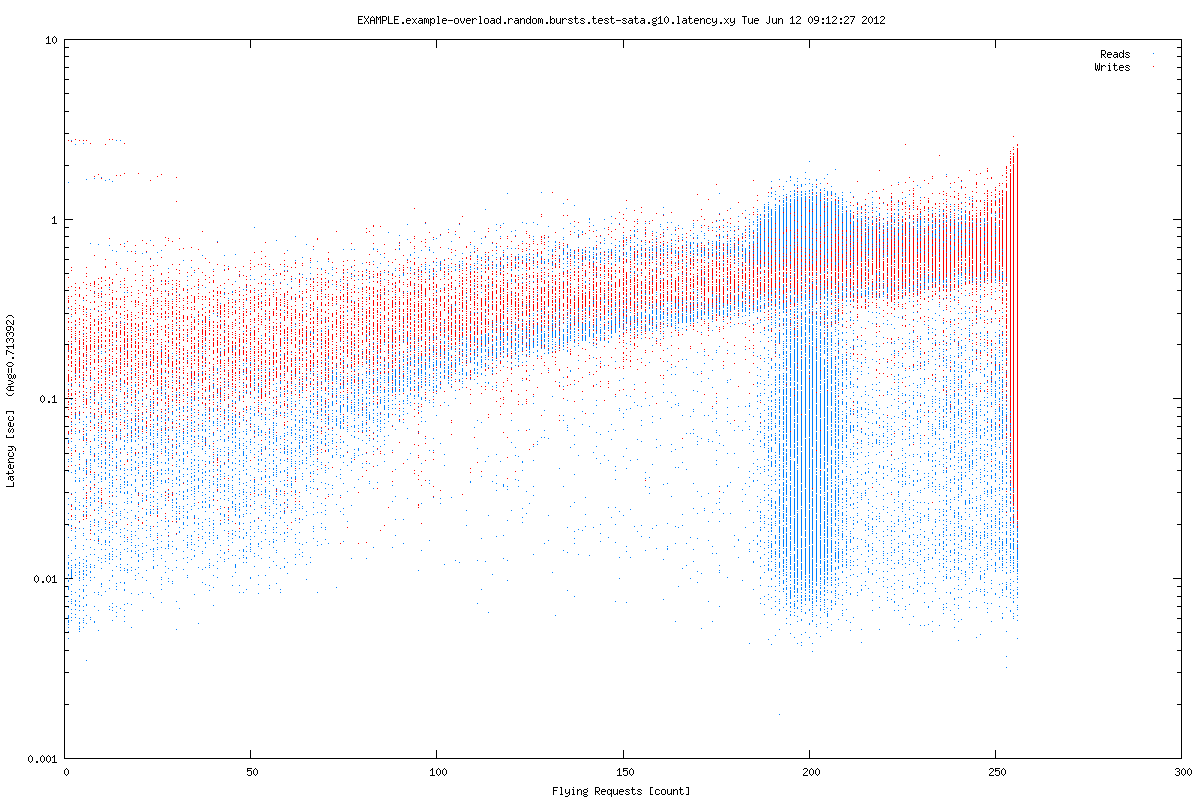 EXAMPLE.example-overload.random.bursts.test-sata.g10.latency.xy Tue Jun 12 09:12:27 2012
10
Reads
Writes
1
Latency [sec] (Avg=0.713392)
0.1
0.01
0.001
0 50 100 150 200 250 300
Flying Requests [count]